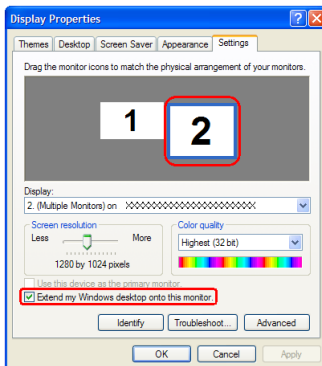 Display Properties
Themes Desktop Screen Saver Appearance Settings
Drag the monitor icons to match the physical arrangement of your monitors.
1 2
Display:
2. (Multiple Monitors) on XXXXXXXXXXXXXXXXXXXXXXX
Screen resolution
Less More
1280 by 1024 pixels
Color quality
Highest (32 bit)
Use this device as the primary monitor.
Extend my Windows desktop onto this monitor.
Identify Troubleshoot... Advanced
OK Cancel Apply